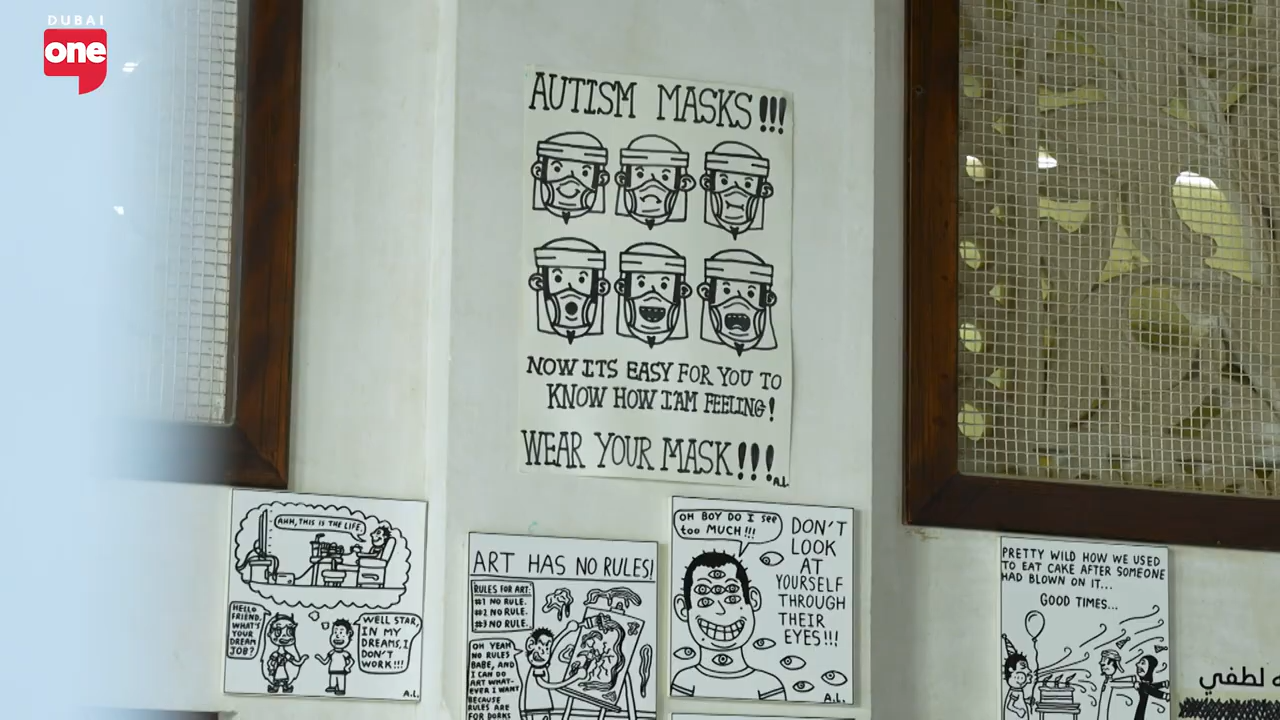 DUBAI
one
AUTISM MASKS!!!
NOW ITS EASY FOR YOU TO
KNOW HOW I'AM FEELING!
WEAR YOUR MASK!!!
A.L.
AHH, THIS IS THE LIFE.
HELLO
FRIEND.
WHAT'S
YOUR
DREAM
JOB?
WELL STAR,
IN MY
DREAMS, I
DON'T
WORK!!!
A.L.
ART HAS NO RULES!
RULES FOR ART:
#1 NO RULE.
#2 NO RULE.
#3 NO RULE.
OH YEAH
NO RULES
BABE, AND
I CAN DO
ART WHAT-
EVER I WANT
BECAUSE
RULES ARE
FOR DORKS
OH BOY DO I SEE
too MUCH!!!
DON'T
LOOK
AT
YOURSELF
THROUGH
THEIR
EYES!!!
A.L.
PRETTY WILD HOW WE USED
TO EAT CAKE AFTER SOMEONE
HAD BLOWN ON IT...
GOOD TIMES...
لطفي